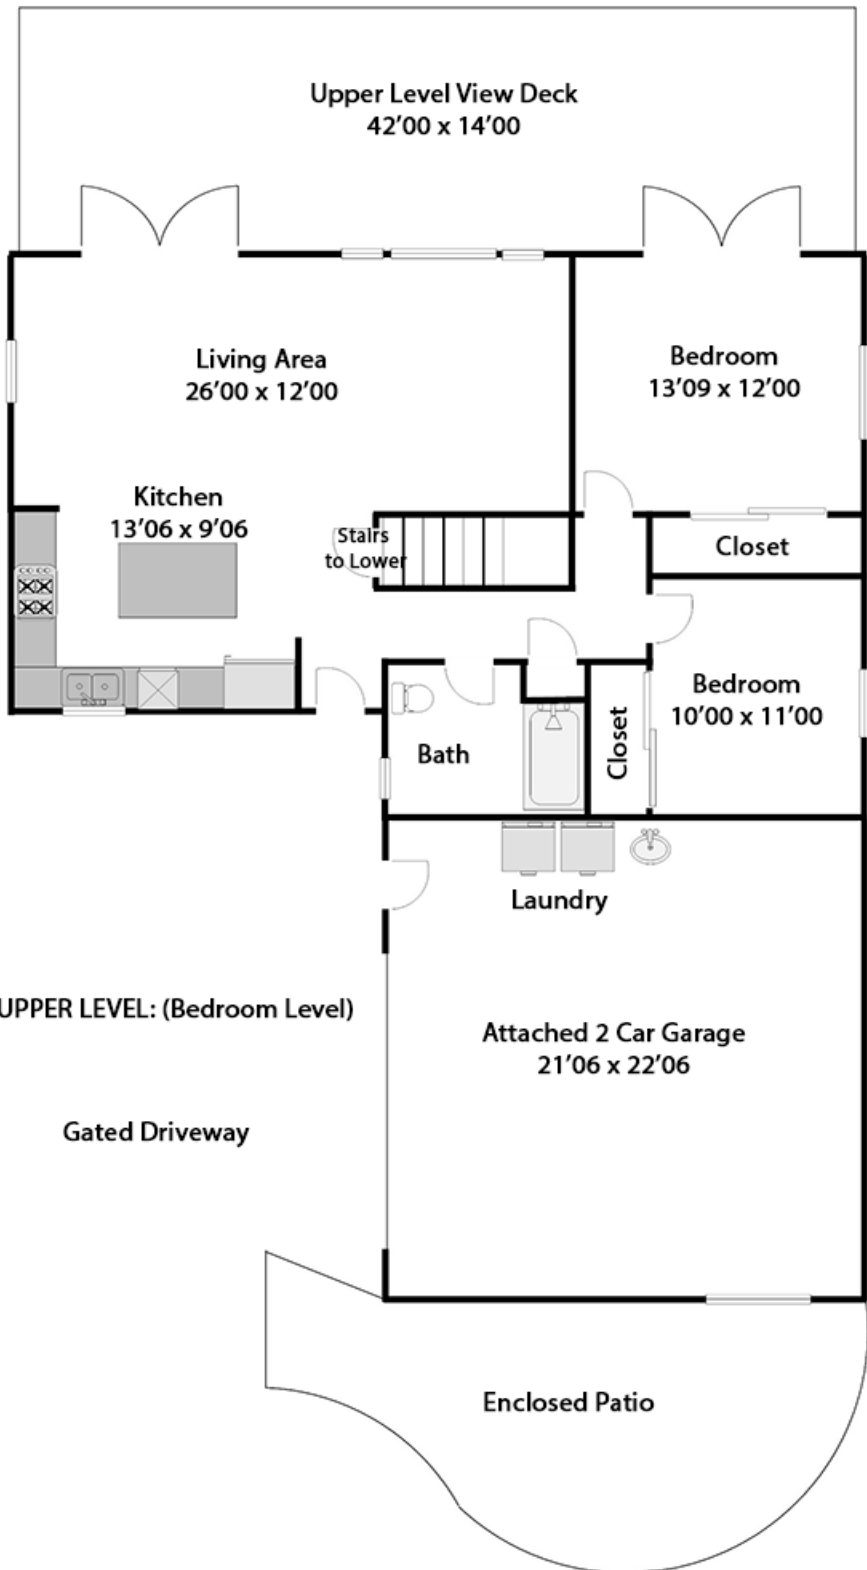 Upper Level View Deck
42’00 x 14’00
Living Area
26’00 x 12’00
Bedroom
13’09 x 12’00
Kitchen
13’06 x 9’06
Stairs
to Lower
Closet
Bedroom
10’00 x 11’00
Closet
Bath
Laundry
UPPER LEVEL: (Bedroom Level)
Attached 2 Car Garage
21’06 x 22’06
Gated Driveway
Enclosed Patio